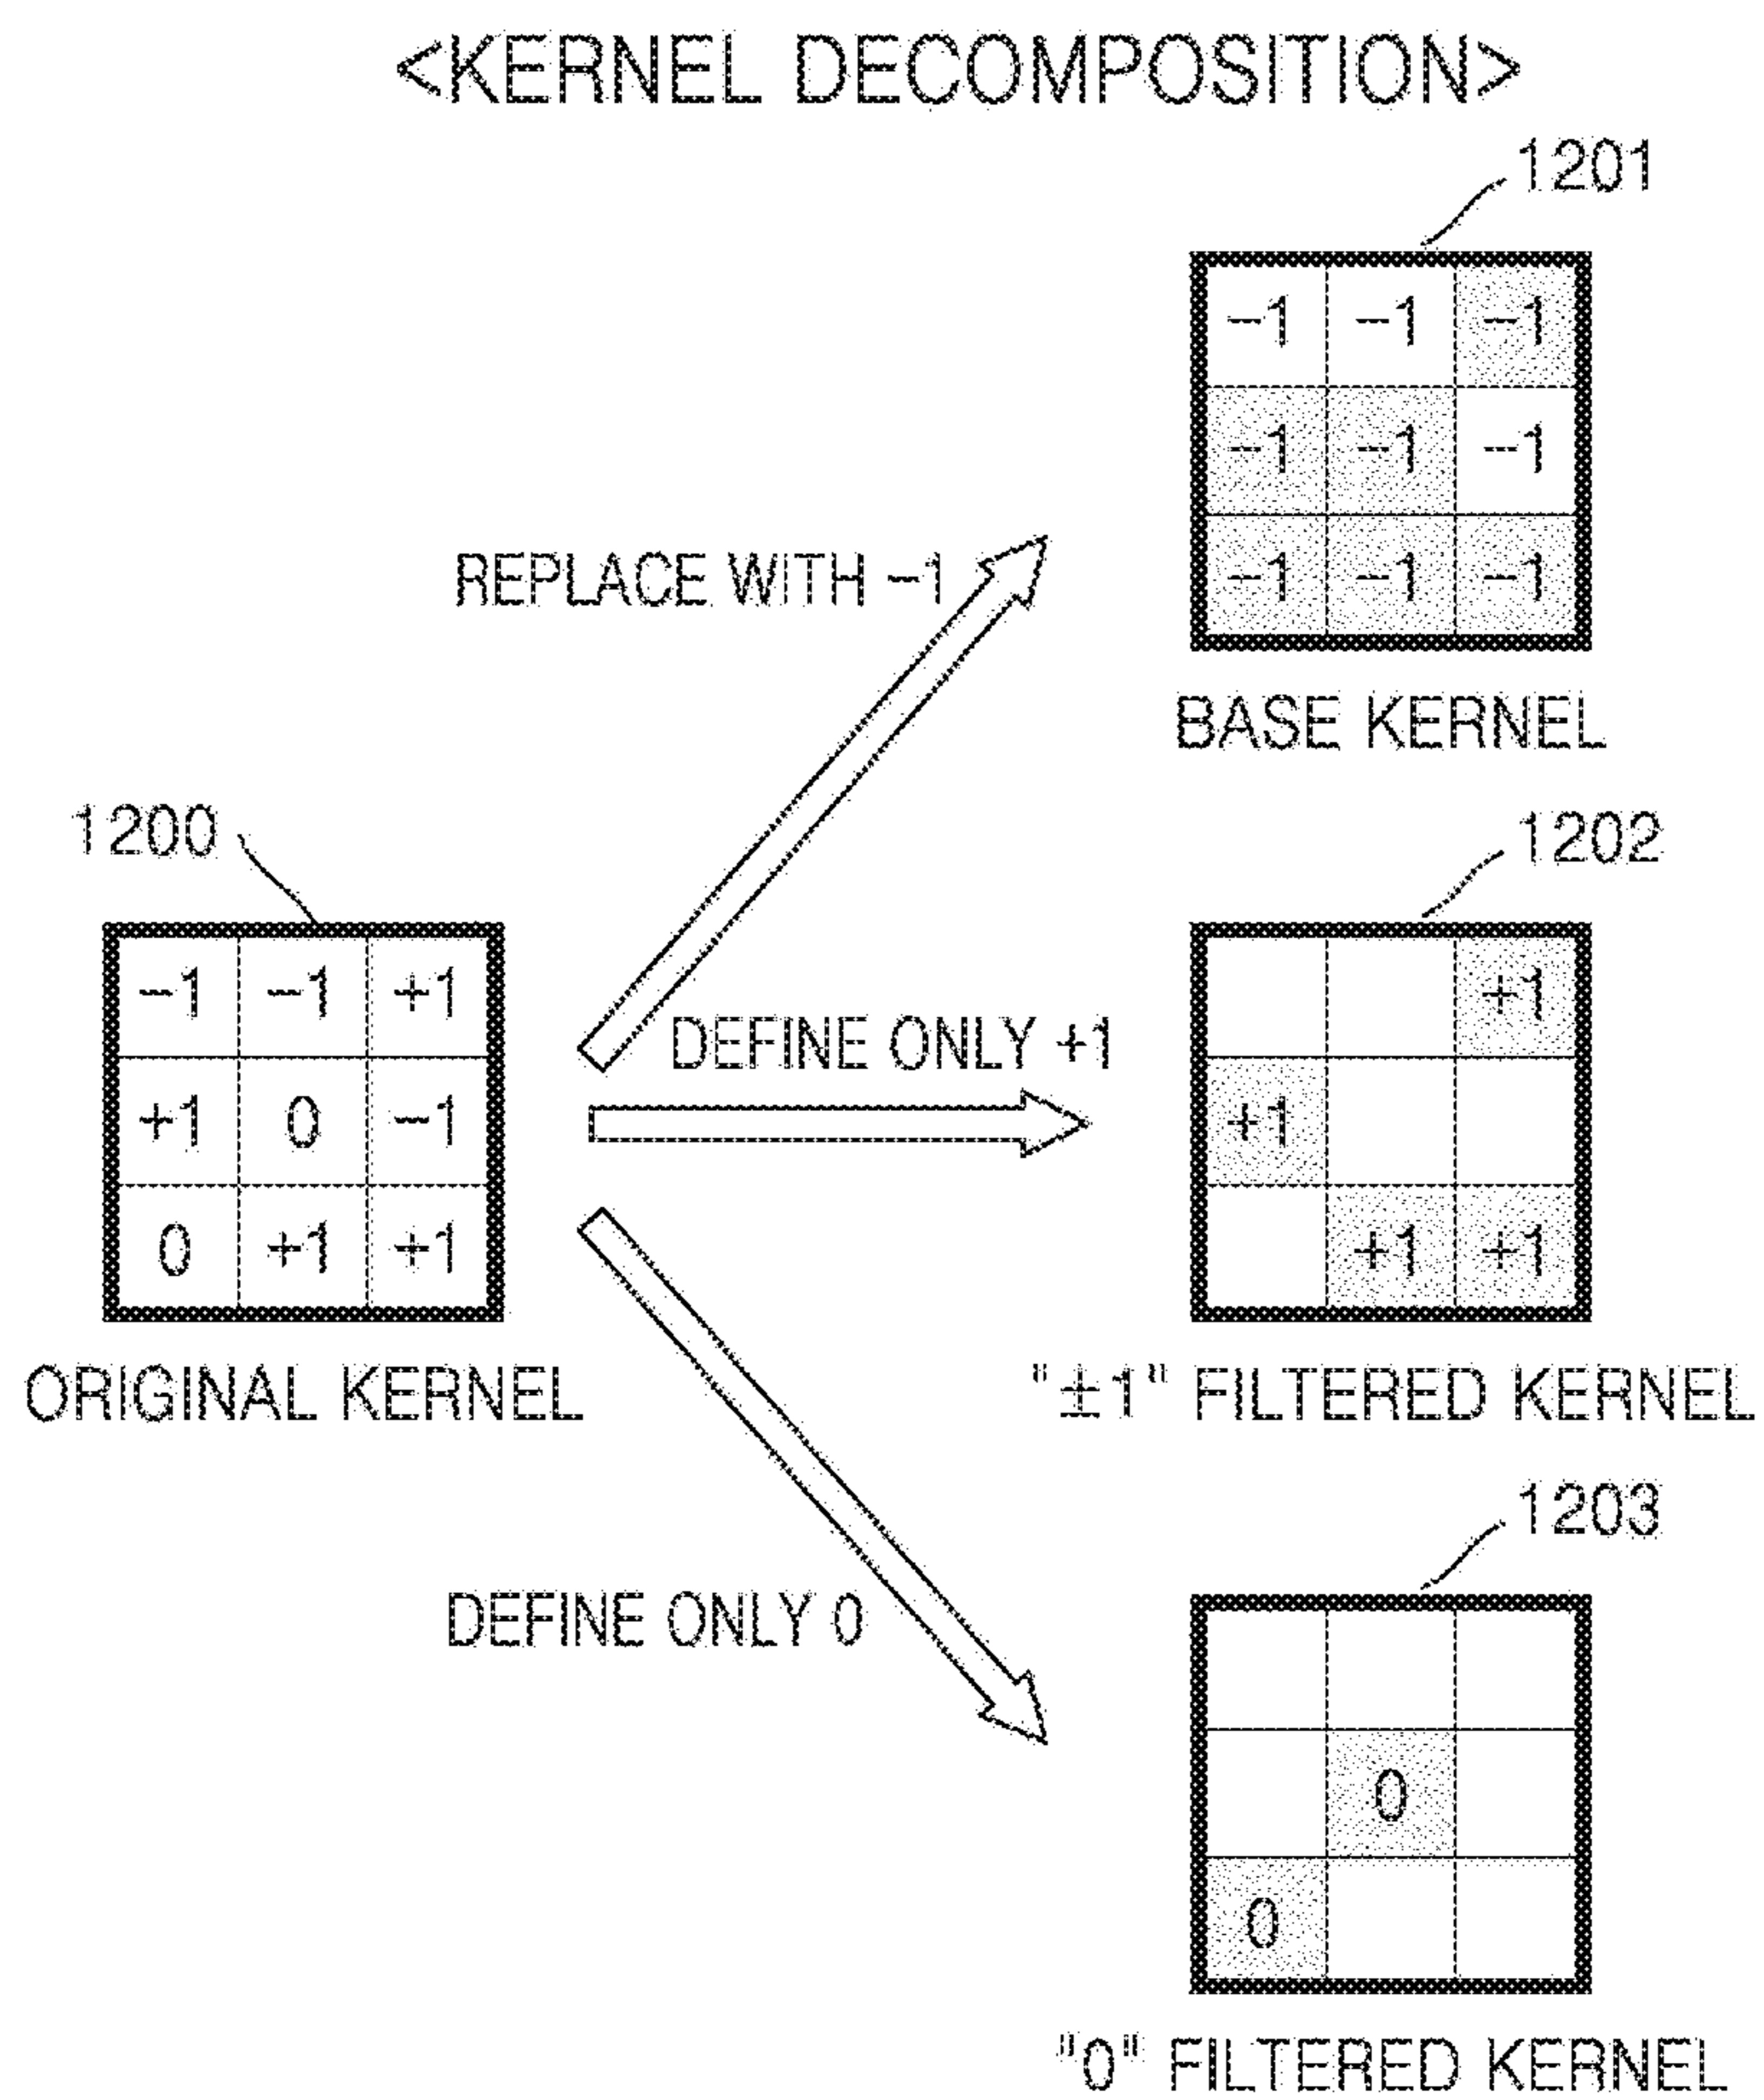 <KERNEL DECOMPOSITION>
1201
-1 -1 -1
-1 -1 -1
-1 -1 -1
BASE KERNEL
REPLACE WITH -1
1200
-1 -1 +1
+1 0 -1
0 +1 +1
ORIGINAL KERNEL
DEFINE ONLY +1
1202
+1
+1
+1 +1
"±1" FILTERED KERNEL
DEFINE ONLY 0
1203
0
0
"0" FILTERED KERNEL